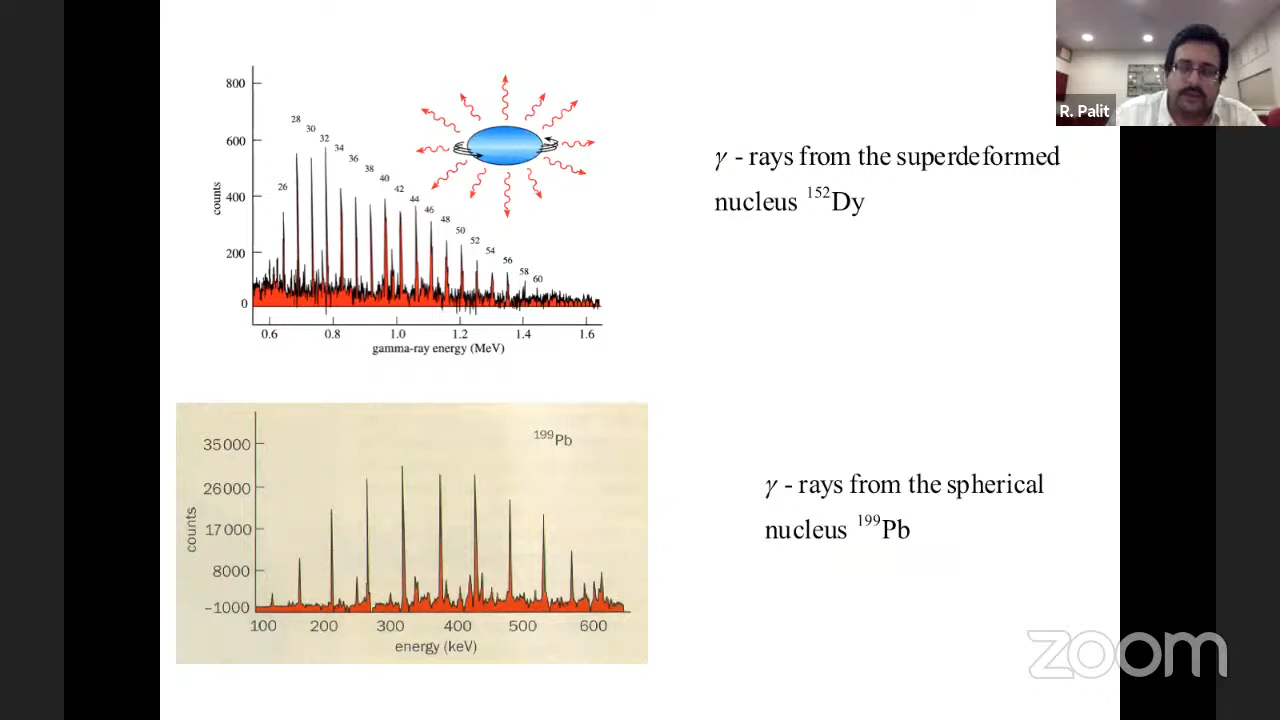 800
600
400
200
0
counts
26
28
30
32
34
36
38
40
42
44
46
48
50
52
54
56
58
60
0.6 0.8 1.0 1.2 1.4 1.6
gamma-ray energy (MeV)
R. Palit
γ - rays from the superdeformed
nucleus ¹⁵²Dy
35000
26000
17000
8000
−1000
counts
¹⁹⁹Pb
100 200 300 400 500 600
energy (keV)
γ - rays from the spherical
nucleus ¹⁹⁹Pb
zoom